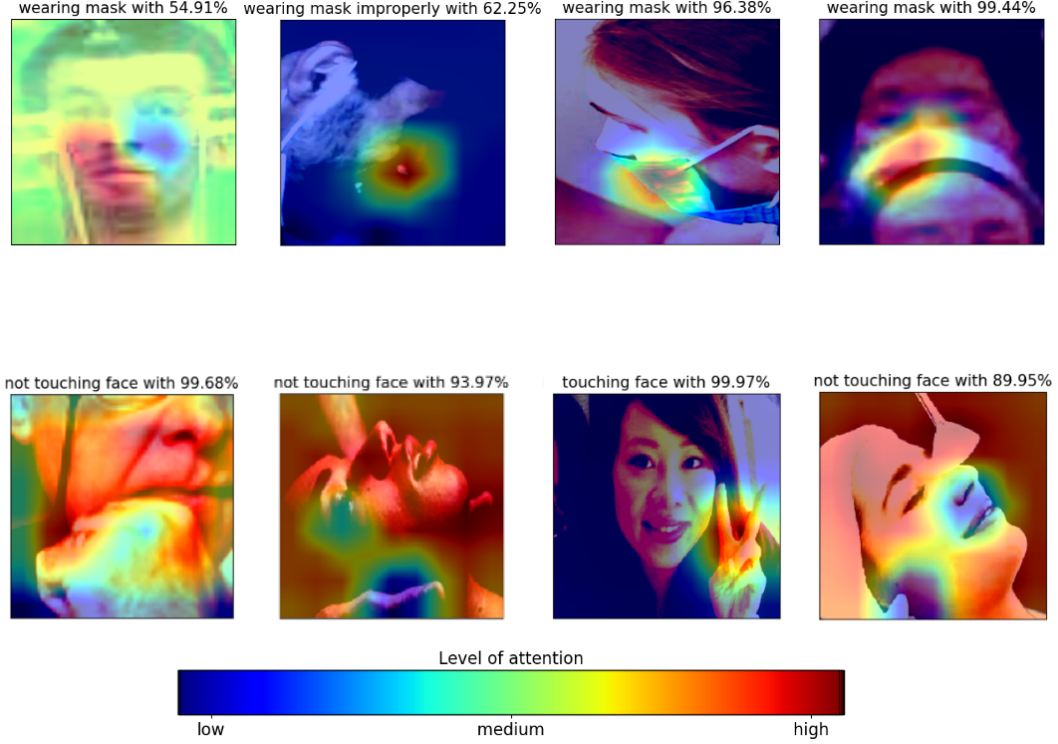 wearing mask with 54.91%
wearing mask improperly with 62.25%
wearing mask with 96.38%
wearing mask with 99.44%
not touching face with 99.68%
not touching face with 93.97%
touching face with 99.97%
not touching face with 89.95%
Level of attention
low
medium
high